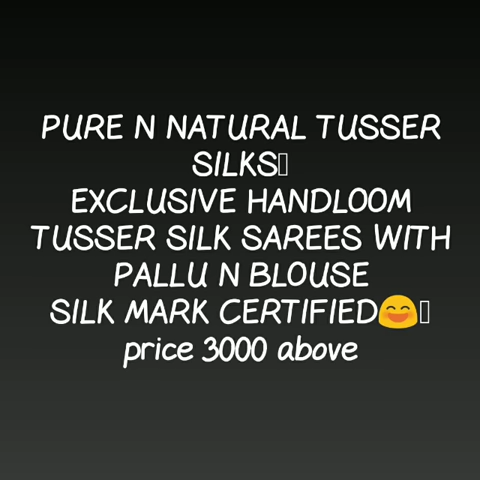 PURE N NATURAL TUSSER
SILKS▯
EXCLUSIVE HANDLOOM
TUSSER SILK SAREES WITH
PALLU N BLOUSE
SILK MARK CERTIFIED😄▯
price 3000 above